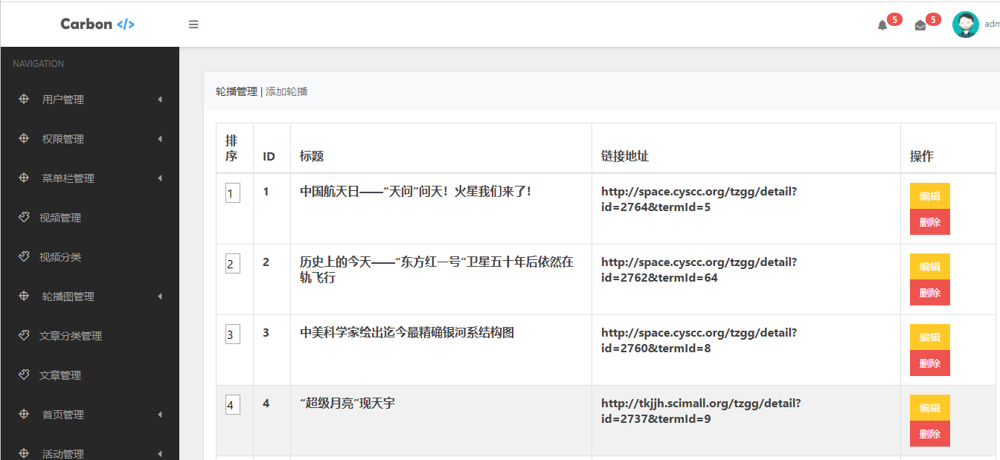 Carbon </>
5
5
adm
NAVIGATION
用户管理
权限管理
菜单栏管理
视频管理
视频分类
轮播图管理
文章分类管理
文章管理
首页管理
活动管理
轮播管理 | 添加轮播
排
序
ID
标题
链接地址
操作
1
1
中国航天日——“天问”问天！火星我们来了！
http://space.cyscc.org/tzgg/detail?
id=2764&termId=5
编辑
删除
2
2
历史上的今天——“东方红一号”卫星五十年后依然在
轨飞行
http://space.cyscc.org/tzgg/detail?
id=2762&termId=64
编辑
删除
3
3
中美科学家绘出迄今最精确银河系结构图
http://space.cyscc.org/tzgg/detail?
id=2760&termId=8
编辑
删除
4
4
“超级月亮”现天宇
http://tkjjh.scimall.org/tzgg/detail?
id=2737&termId=9
编辑
删除